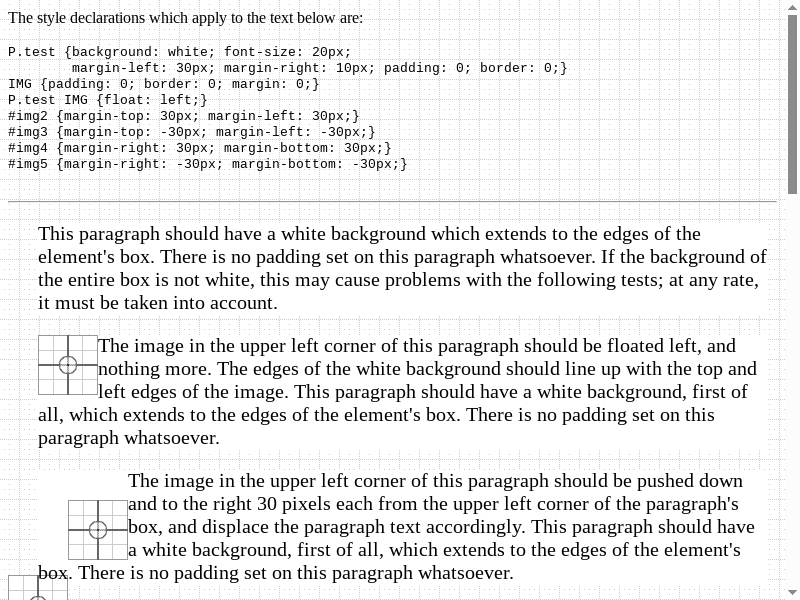 The style declarations which apply to the text below are:
P.test {background: white; font-size: 20px;
margin-left: 30px; margin-right: 10px; padding: 0; border: 0;}
IMG {padding: 0; border: 0; margin: 0;}
P.test IMG {float: left;}
#img2 {margin-top: 30px; margin-left: 30px;}
#img3 {margin-top: -30px; margin-left: -30px;}
#img4 {margin-right: 30px; margin-bottom: 30px;}
#img5 {margin-right: -30px; margin-bottom: -30px;}
This paragraph should have a white background which extends to the edges of the
element's box. There is no padding set on this paragraph whatsoever. If the background of
the entire box is not white, this may cause problems with the following tests; at any rate,
it must be taken into account.
The image in the upper left corner of this paragraph should be floated left, and
nothing more. The edges of the white background should line up with the top and
left edges of the image. This paragraph should have a white background, first of
all, which extends to the edges of the element's box. There is no padding set on this
paragraph whatsoever.
The image in the upper left corner of this paragraph should be pushed down
and to the right 30 pixels each from the upper left corner of the paragraph's
box, and displace the paragraph text accordingly. This paragraph should have
a white background, first of all, which extends to the edges of the element's
box. There is no padding set on this paragraph whatsoever.